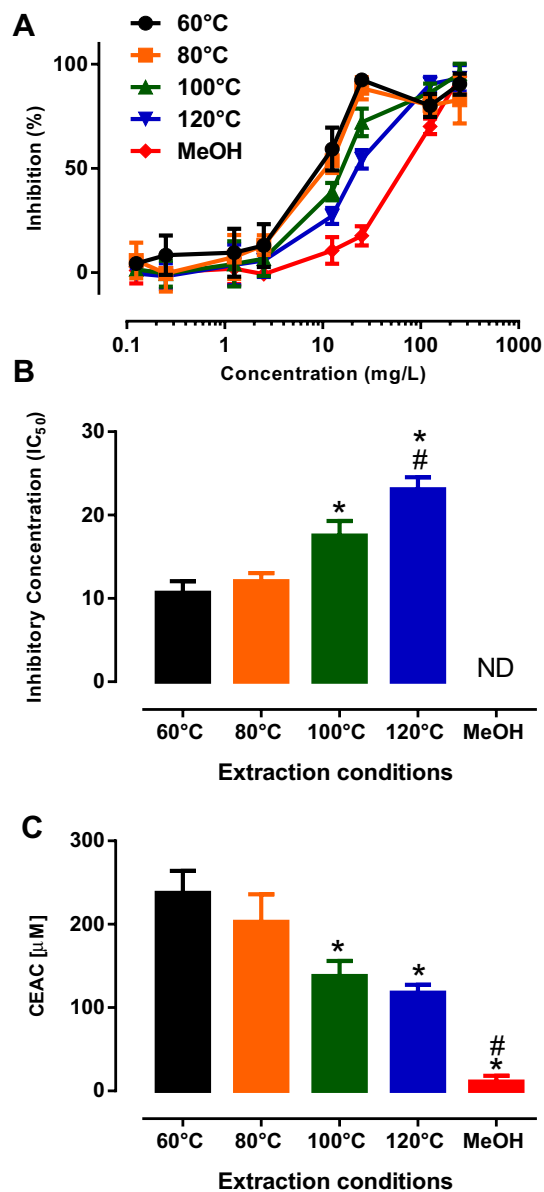 A
60°C
80°C
100°C
120°C
MeOH
100
50
0
Inhibition (%)
0.1 1 10 100 1000
Concentration (mg/L)
B
30
20
10
0
Inhibitory Concentration (IC50)
*
*
#
ND
60°C 80°C 100°C 120°C MeOH
Extraction conditions
C
300
200
100
0
CEAC [µM]
*
*
#
*
60°C 80°C 100°C 120°C MeOH
Extraction conditions